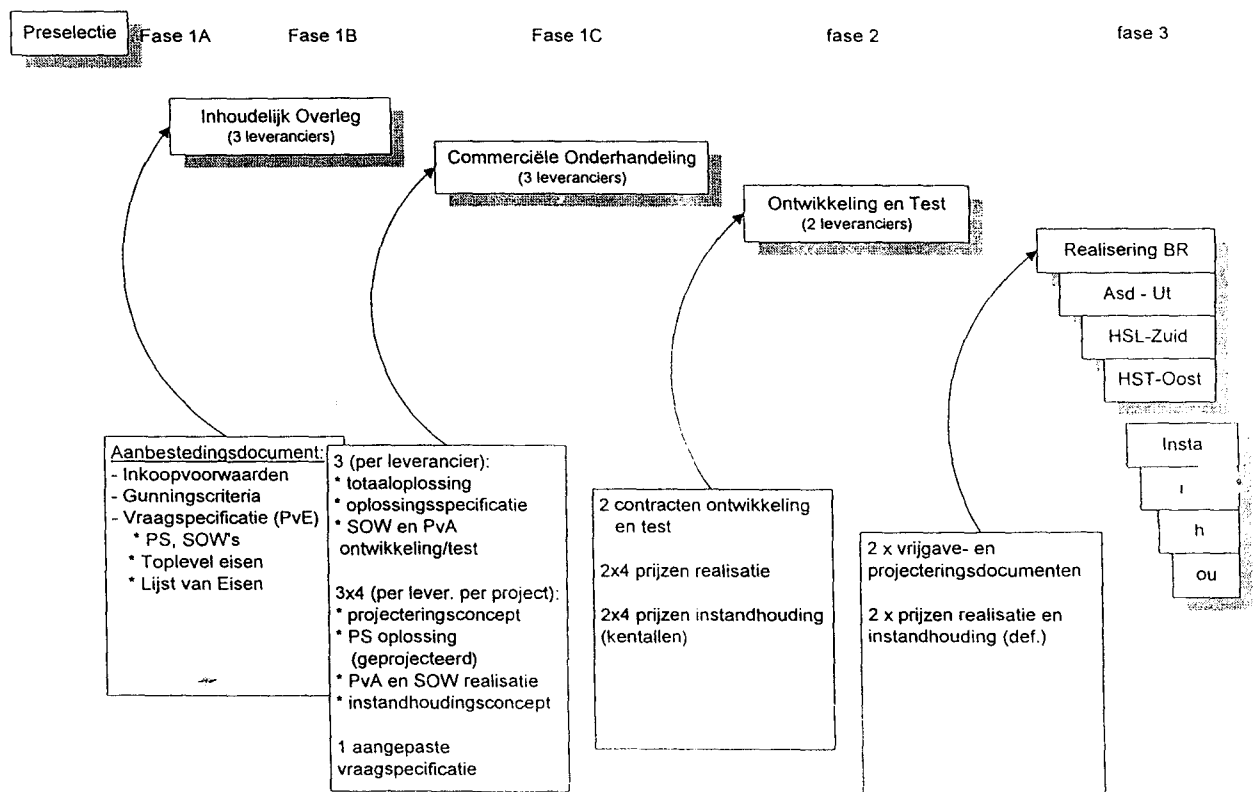 Preselectie
Fase 1A
Fase 1B
Fase 1C
fase 2
fase 3
Inhoudelijk Overleg
(3 leveranciers)
Commerciële Onderhandeling
(3 leveranciers)
Ontwikkeling en Test
(2 leveranciers)
Realisering BR
Asd - Ut
HSL-Zuid
HST-Oost
Insta
h
ou
Aanbestedingsdocument:
- Inkoopvoorwaarden
- Gunningscriteria
- Vraagspecificatie (PvE)
* PS, SOW's
* Toplevel eisen
* Lijst van Eisen
3 (per leverancier):
* totaaloplossing
* oplossingsspecificatie
* SOW en PvA
ontwikkeling/test
3x4 (per lever. per project):
* projecteringsconcept
* PS oplossing
(geprojecteerd)
* PvA en SOW realisatie
* instandhoudingsconcept
1 aangepaste
vraagspecificatie
2 contracten ontwikkeling
en test
2x4 prijzen realisatie
2x4 prijzen instandhouding
(kentallen)
2 x vrijgave- en
projecteringsdocumenten
2 x prijzen realisatie en
instandhouding (def.)